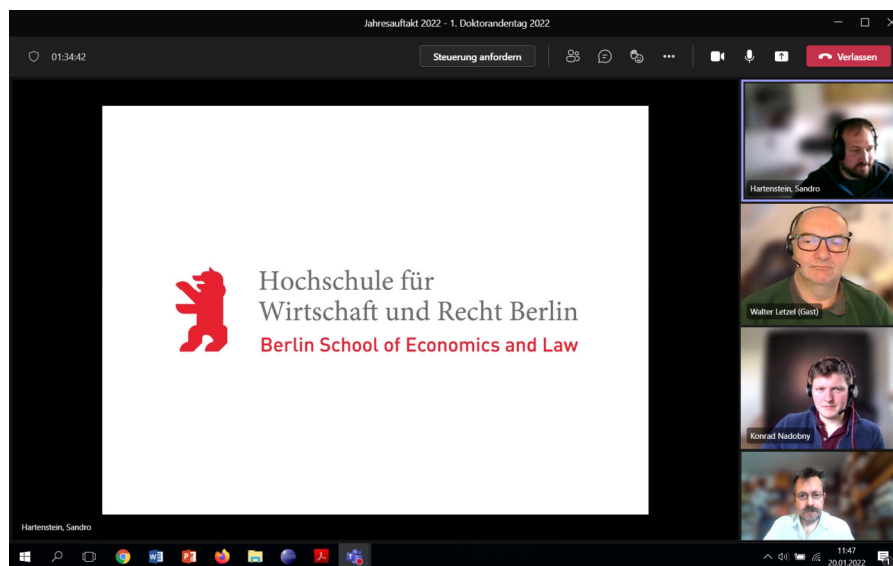 Jahresauftakt 2022 - 1. Doktorandentag 2022
01:34:42
Steuerung anfordern
Verlassen
Hochschule für
Wirtschaft und Recht Berlin
Berlin School of Economics and Law
Hartenstein, Sandro
Walter Letzel (Gast)
Konrad Nadobny
Hartenstein, Sandro
11:47
20.01.2022